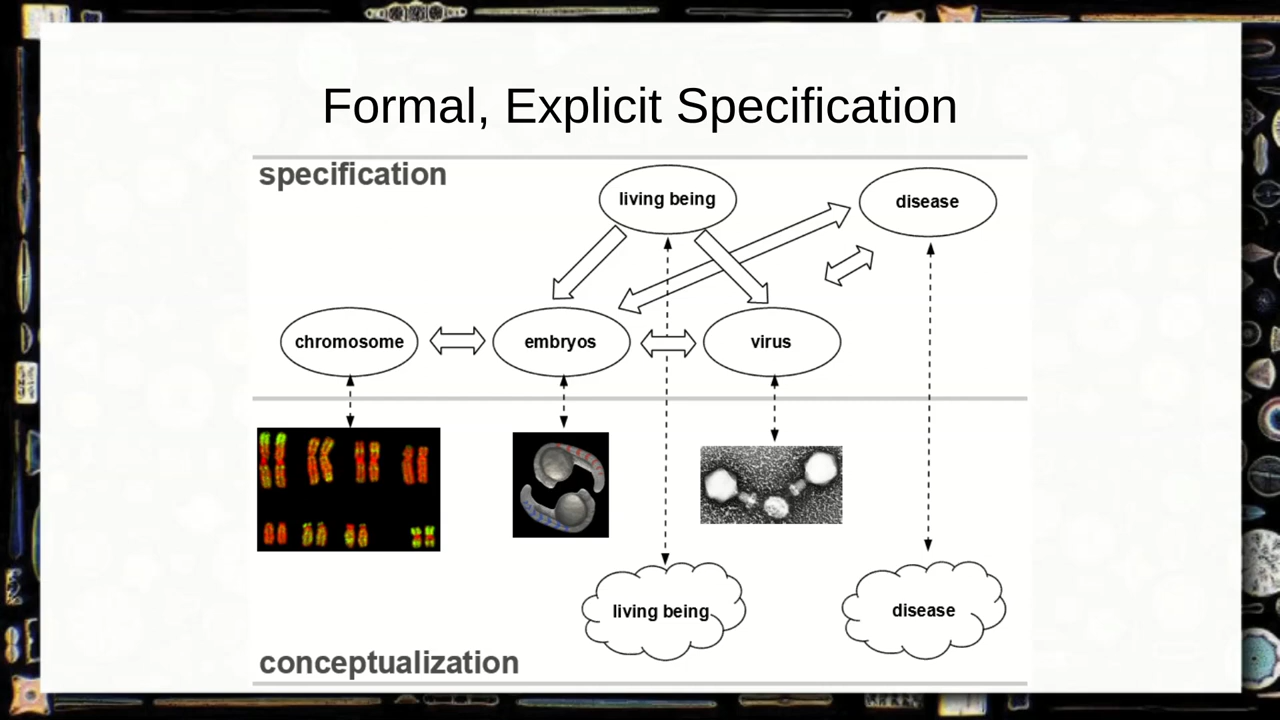 Formal, Explicit Specification
specification
living being
disease
chromosome
embryos
virus
living being
disease
conceptualization